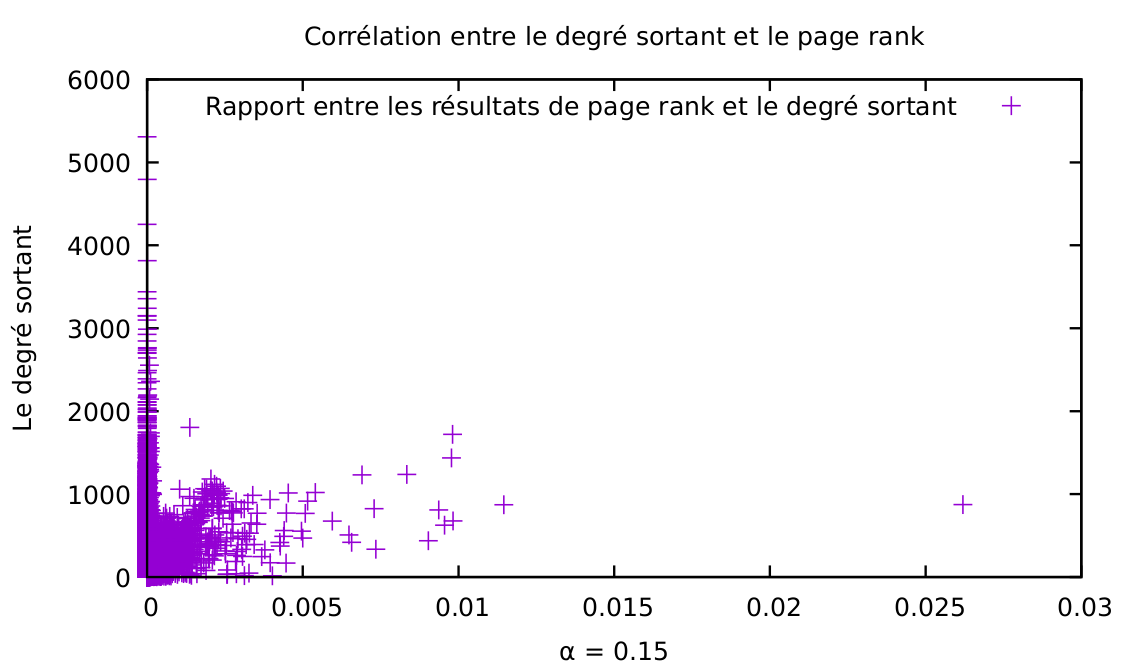 Corrélation entre le degré sortant et le page rank
6000
Rapport entre les résultats de page rank et le degré sortant
5000
4000
Le degré sortant
3000
2000
1000
0
0 0.005 0.01 0.015 0.02 0.025 0.03
α = 0.15